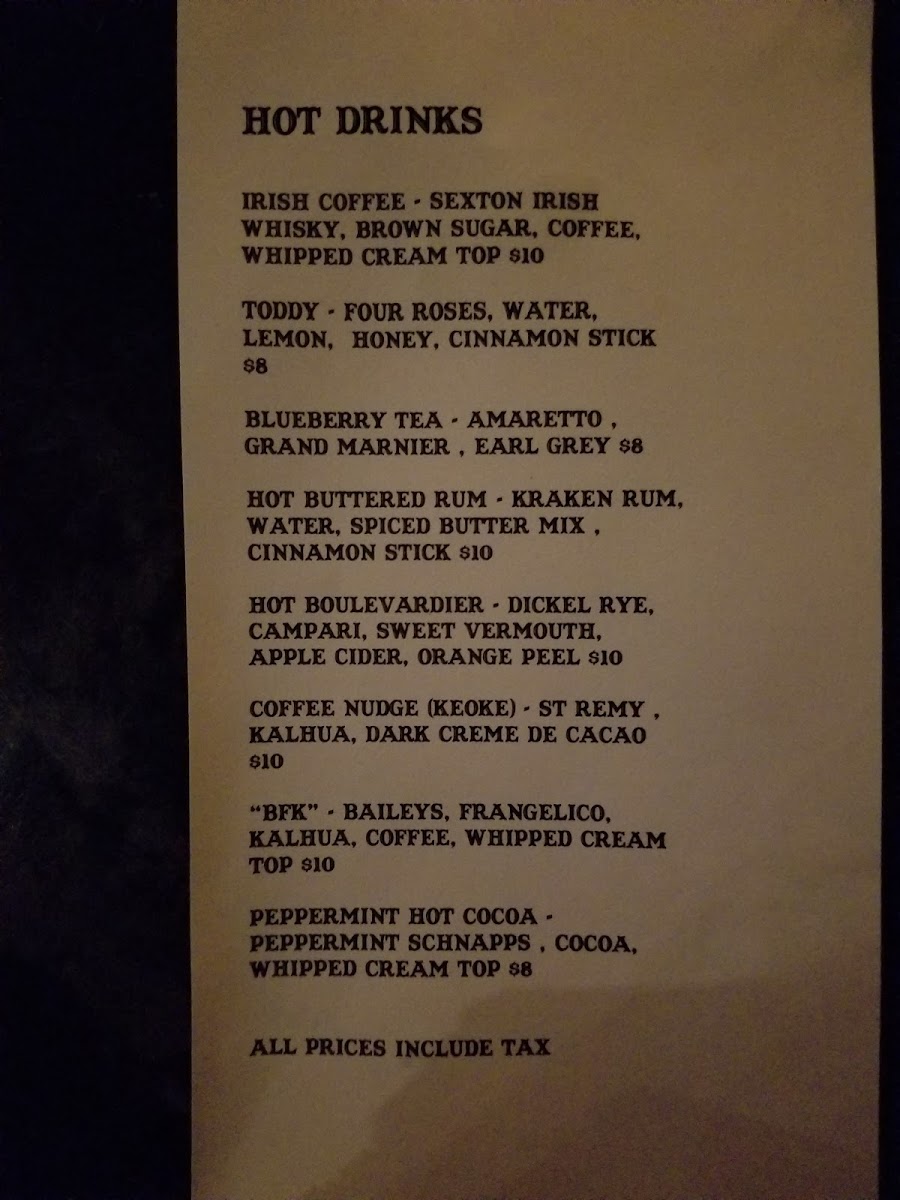 HOT DRINKS
IRISH COFFEE - SEXTON IRISH
WHISKY, BROWN SUGAR, COFFEE,
WHIPPED CREAM TOP $10
TODDY - FOUR ROSES, WATER,
LEMON, HONEY, CINNAMON STICK
$8
BLUEBERRY TEA - AMARETTO ,
GRAND MARNIER , EARL GREY $8
HOT BUTTERED RUM - KRAKEN RUM,
WATER, SPICED BUTTER MIX ,
CINNAMON STICK $10
HOT BOULEVARDIER - DICKEL RYE,
CAMPARI, SWEET VERMOUTH,
APPLE CIDER, ORANGE PEEL $10
COFFEE NUDGE (KEOKE) - ST REMY ,
KALHUA, DARK CREME DE CACAO
$10
“BFK” - BAILEYS, FRANGELICO,
KALHUA, COFFEE, WHIPPED CREAM
TOP $10
PEPPERMINT HOT COCOA -
PEPPERMINT SCHNAPPS , COCOA,
WHIPPED CREAM TOP $8
ALL PRICES INCLUDE TAX